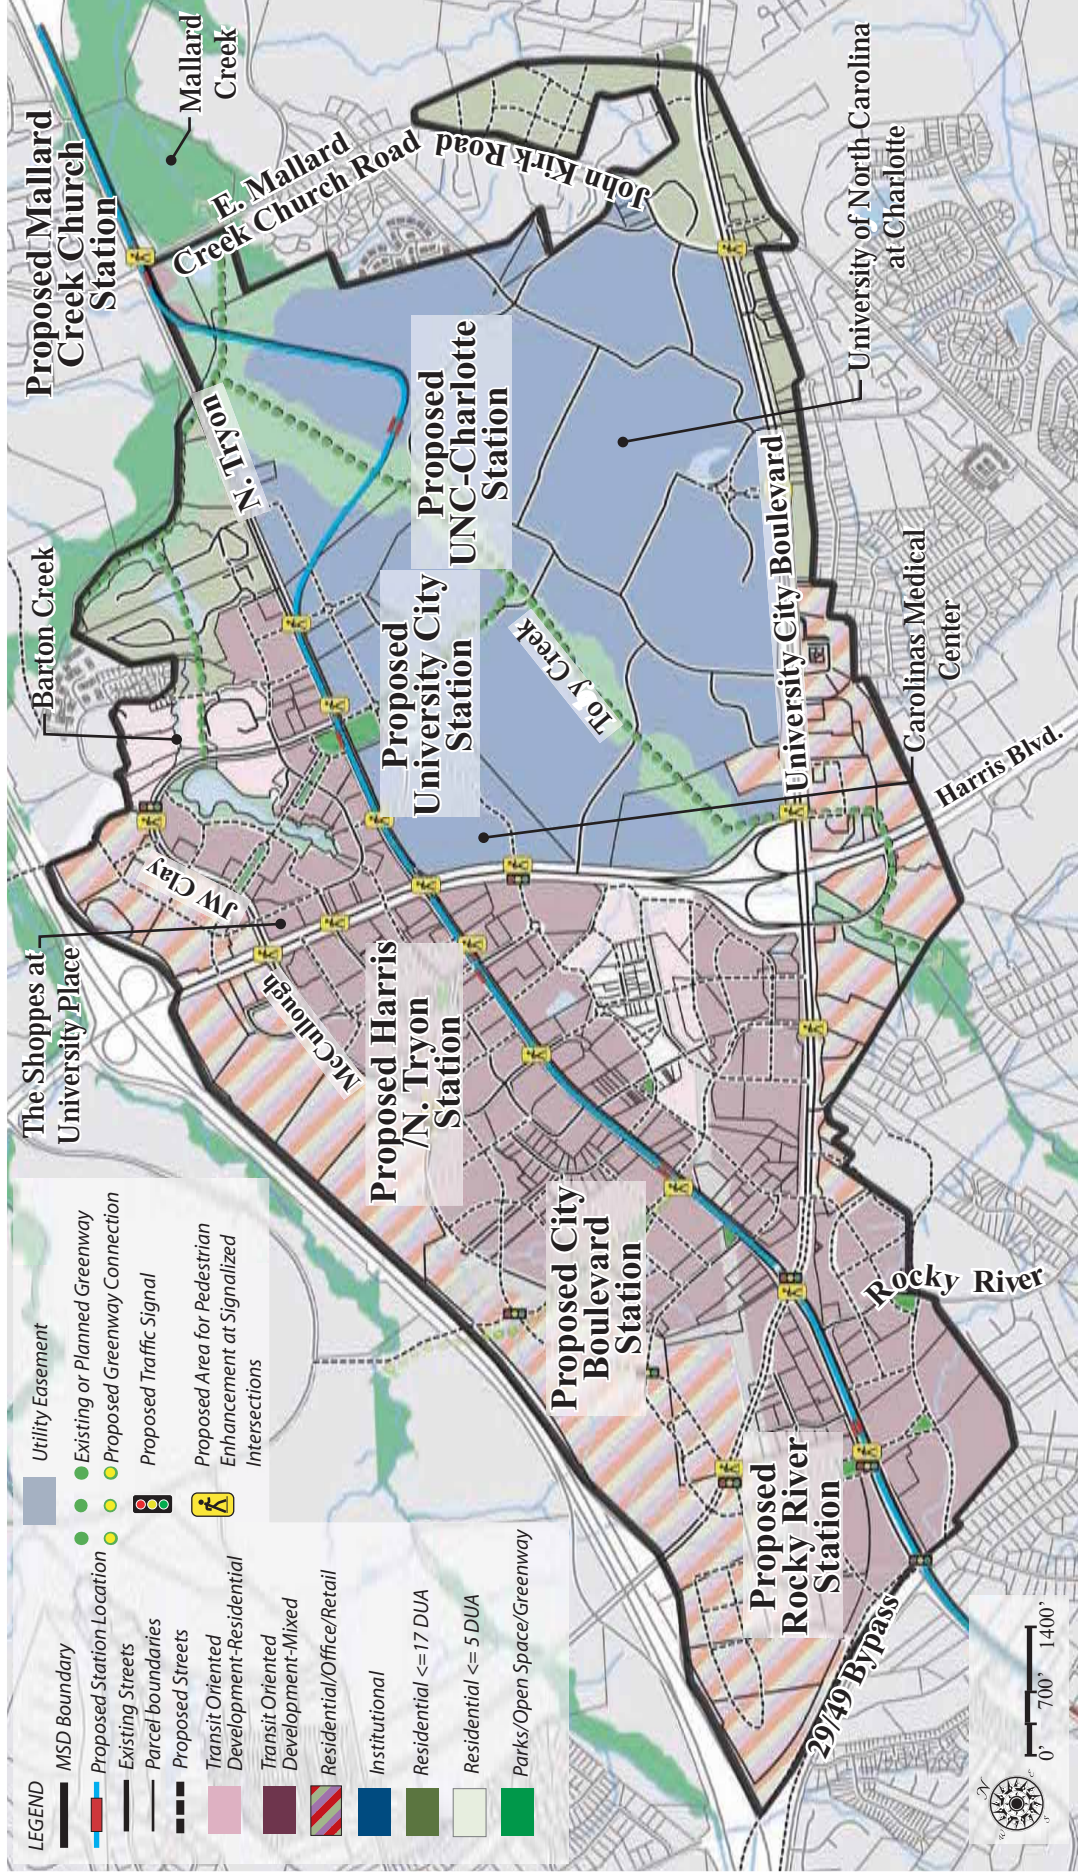 LEGEND
MSD Boundary
Proposed Station Location
Existing Streets
Parcel boundaries
Proposed Streets
Transit Oriented
Development-Residential
Transit Oriented
Development-Mixed
Residential/Office/Retail
Institutional
Residential <=17 DUA
Residential <= 5 DUA
Parks/Open Space/Greenway
Utility Easement
Existing or Planned Greenway
Proposed Greenway Connection
Proposed Traffic Signal
Proposed Area for Pedestrian
Enhancement at Signalized
Intersections
The Shoppes at
University Place
Barton Creek
Proposed Mallard
Creek Church
Station
Mallard
Creek
E. Mallard
Creek Church Road
John Kirk Road
N. Tryon
JW Clay
McCullough
Proposed Harris
/N. Tryon
Station
Proposed
University City
Station
Proposed
UNC-Charlotte
Station
Toby Creek
Proposed City
Boulevard
Station
Proposed
Rocky River
Station
University City Boulevard
University of North Carolina
at Charlotte
Carolinas Medical
Center
Harris Blvd.
Rocky River
29/49 Bypass
N
e
s
w
0' 700' 1400'